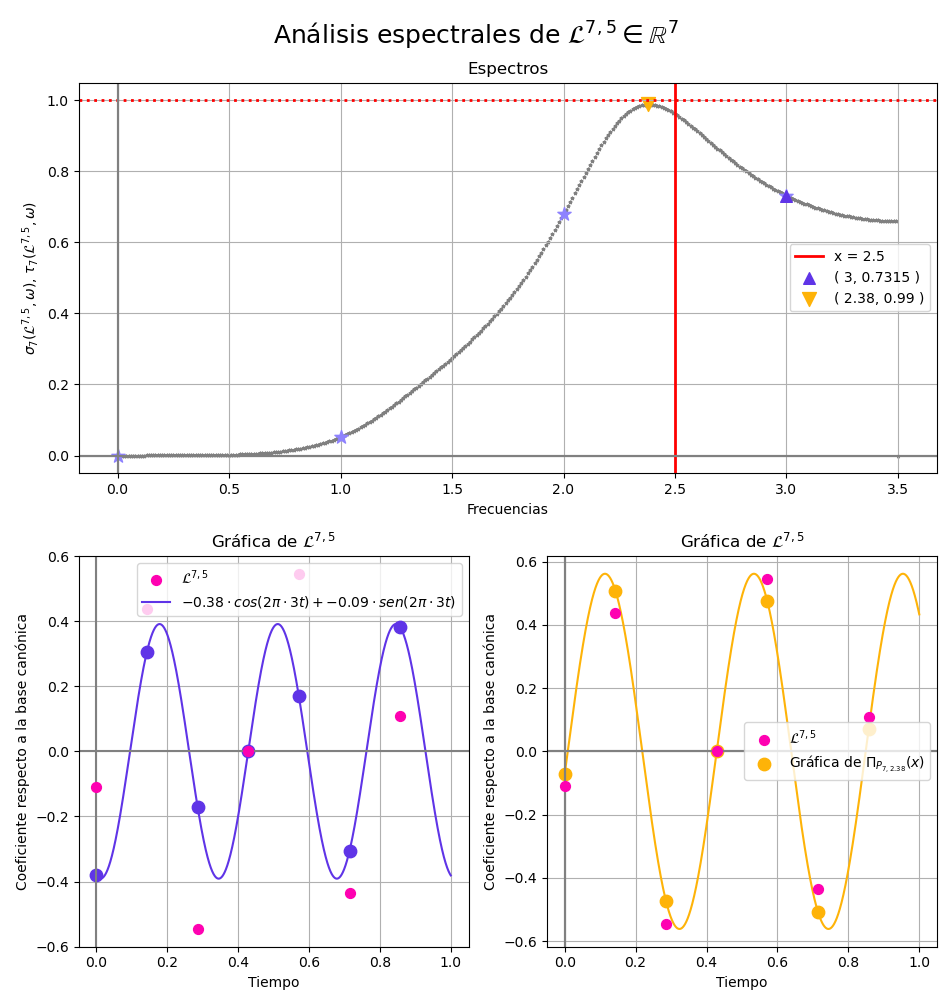 Análisis espectrales de ℒ^{7,5} ∈ ℝ^7
Espectros
σ_7(ℒ^{7,5}, ω), τ_7(ℒ^{7,5}, ω)
1.0
0.8
0.6
0.4
0.2
0.0
x = 2.5
( 3, 0.7315 )
( 2.38, 0.99 )
0.0 0.5 1.0 1.5 2.0 2.5 3.0 3.5
Frecuencias
Gráfica de ℒ^{7,5}
Coeficiente respecto a la base canónica
0.6
0.4
0.2
0.0
−0.2
−0.4
−0.6
ℒ^{7,5}
−0.38 · cos(2π · 3t) + −0.09 · sen(2π · 3t)
0.0 0.2 0.4 0.6 0.8 1.0
Tiempo
Gráfica de ℒ^{7,5}
Coeficiente respecto a la base canónica
0.6
0.4
0.2
0.0
−0.2
−0.4
−0.6
ℒ^{7,5}
Gráfica de Π_{P_{7,2.38}}(x)
0.0 0.2 0.4 0.6 0.8 1.0
Tiempo